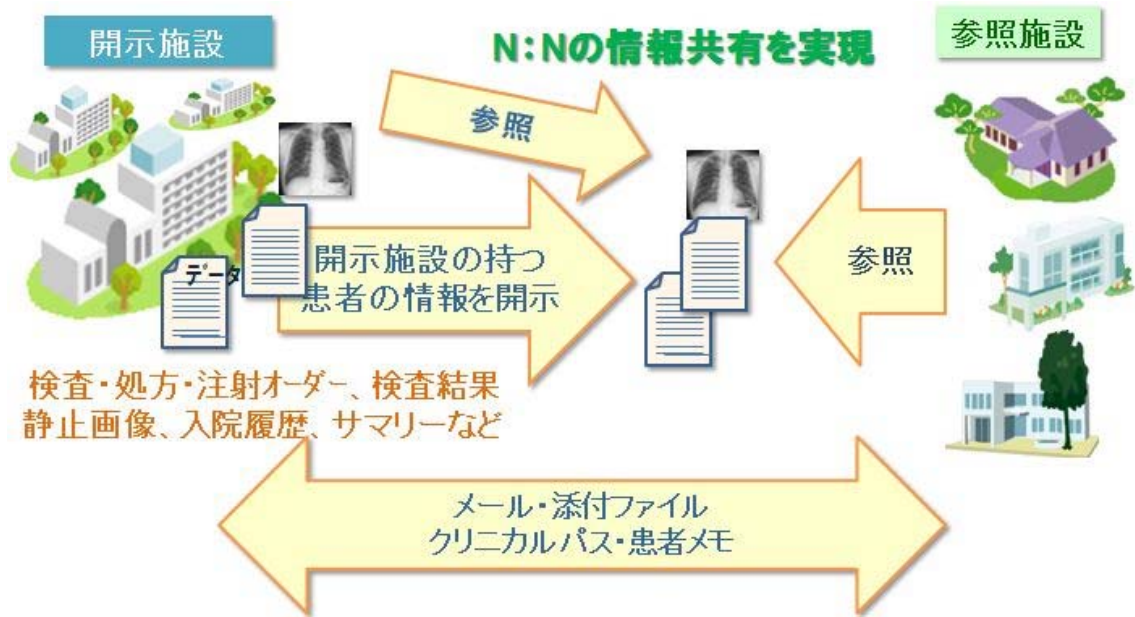 開示施設
N:Nの情報共有を実現
参照施設
参照
データ
開示施設の持つ
患者の情報を開示
参照
検査・処方・注射オーダー、検査結果
静止画像、入院履歴、サマリーなど
メール・添付ファイル
クリニカルパス・患者メモ